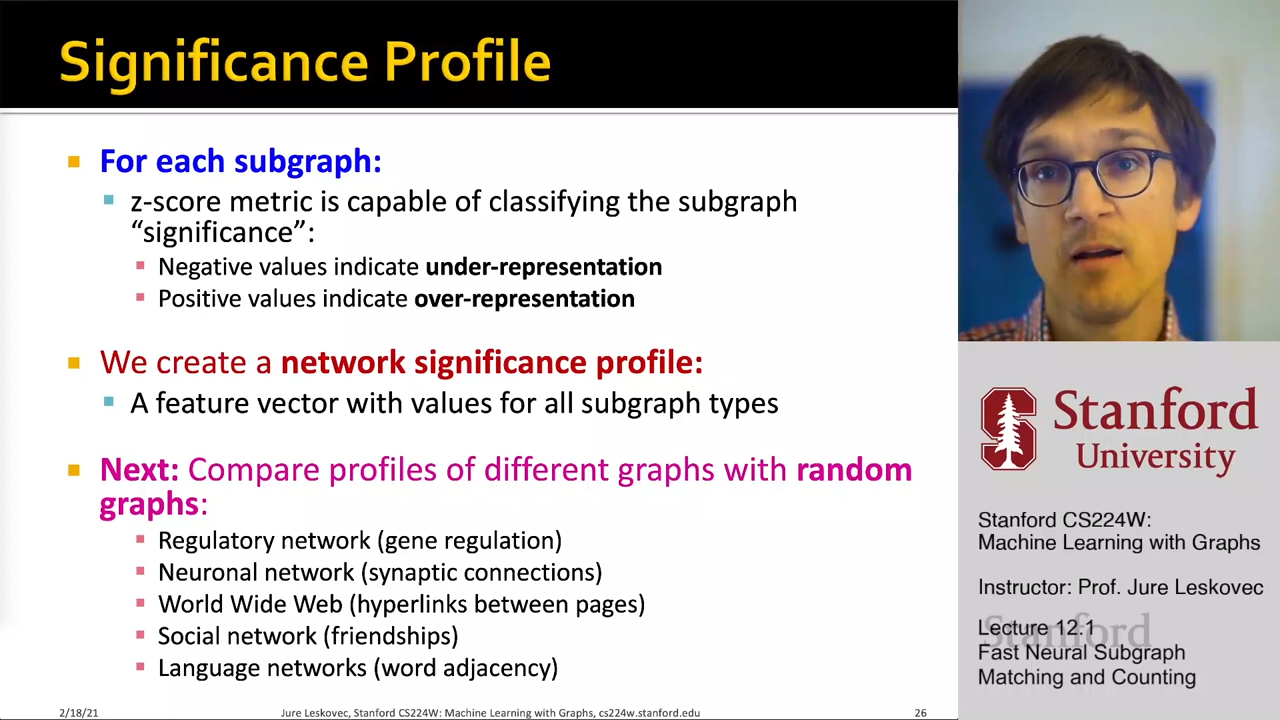 Significance Profile
For each subgraph:
z-score metric is capable of classifying the subgraph
“significance”:
Negative values indicate under-representation
Positive values indicate over-representation
We create a network significance profile:
A feature vector with values for all subgraph types
Next: Compare profiles of different graphs with random
graphs:
Regulatory network (gene regulation)
Neuronal network (synaptic connections)
World Wide Web (hyperlinks between pages)
Social network (friendships)
Language networks (word adjacency)
2/18/21
Jure Leskovec, Stanford CS224W: Machine Learning with Graphs, cs224w.stanford.edu
26
S
Stanford
University
Stanford CS224W:
Machine Learning with Graphs
Instructor: Prof. Jure Leskovec
Stanford
Lecture 12.1
Fast Neural Subgraph
Matching and Counting